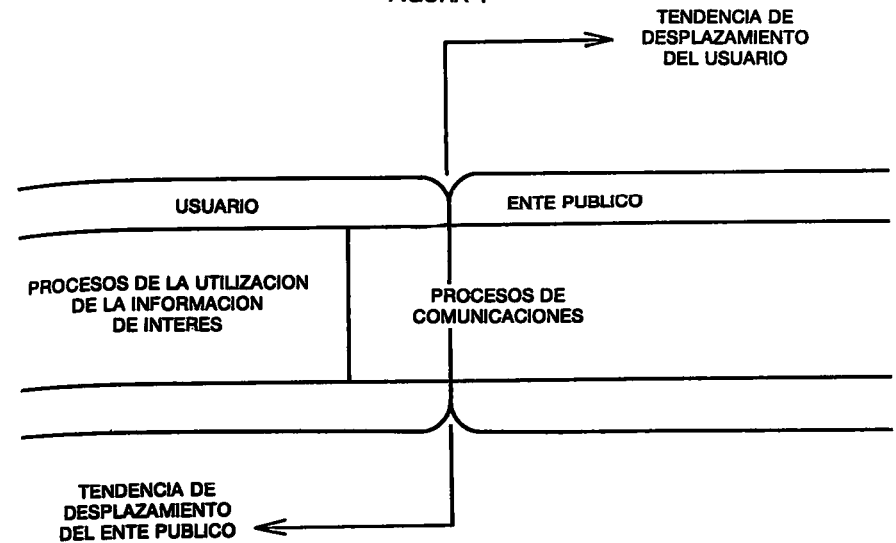 TENDENCIA DE
DESPLAZAMIENTO
DEL USUARIO
USUARIO
ENTE PUBLICO
PROCESOS DE LA UTILIZACION
DE LA INFORMACION
DE INTERES
PROCESOS DE
COMUNICACIONES
TENDENCIA DE
DESPLAZAMIENTO
DEL ENTE PUBLICO